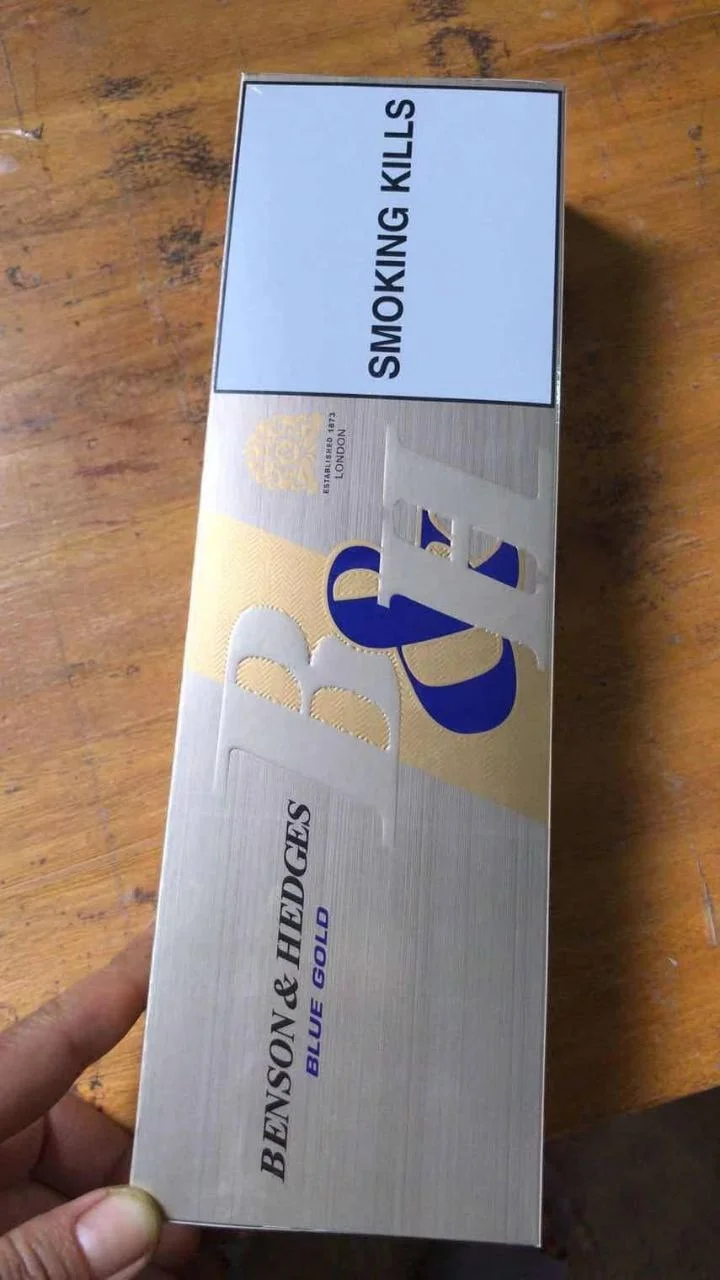 SMOKING KILLS
ESTABLISHED 1873
LONDON
B&H
BENSON & HEDGES
BLUE GOLD